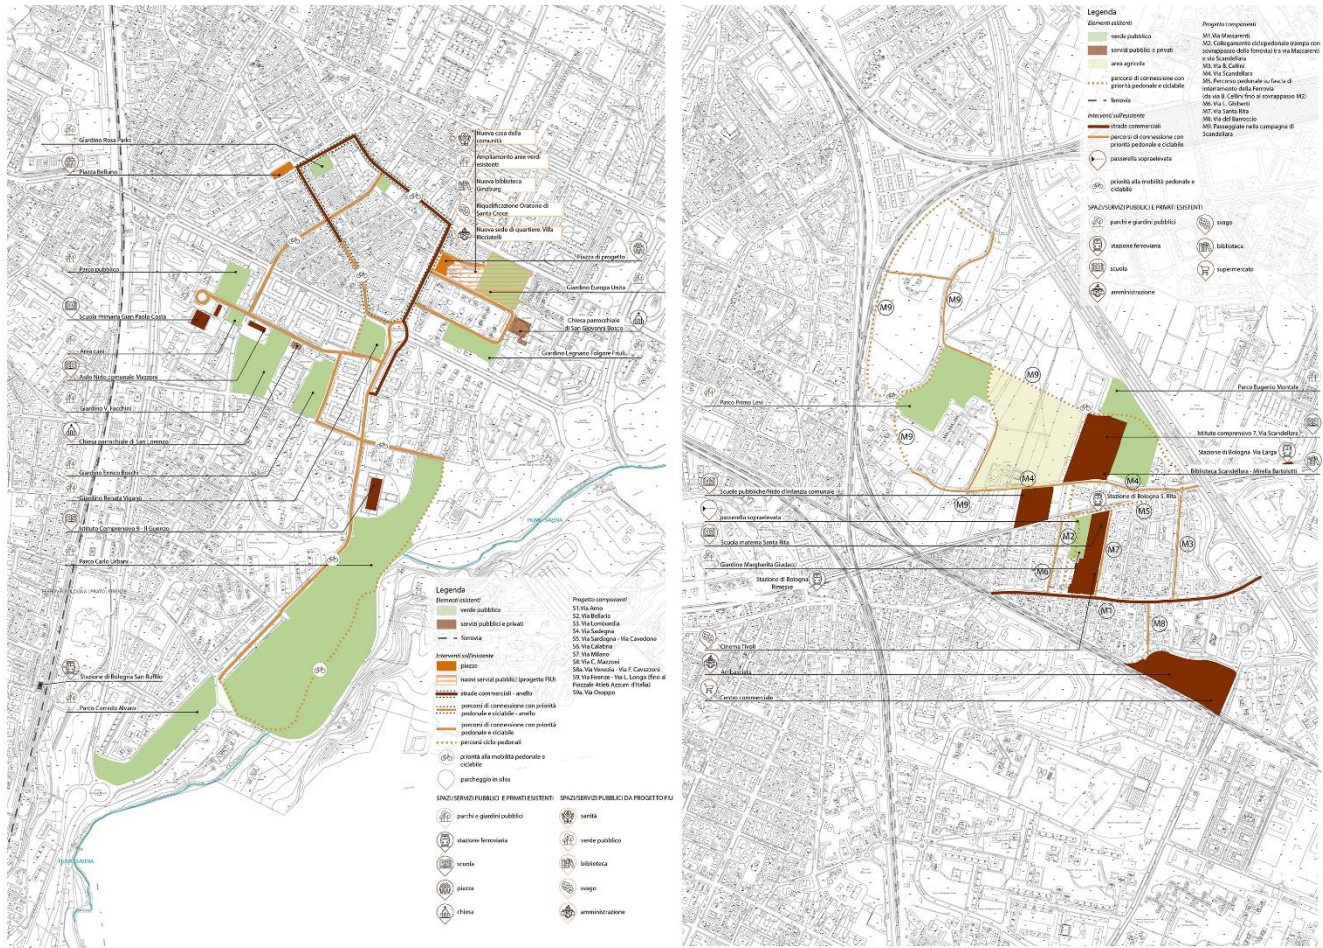 Giardino Rosa Parks
Piazza Belluno
Parco pubblico
Scuola Primaria Gian Paolo Costa
Area cani
Asilo Nido comunale Mazzoni
Giardino V. Facchini
Chiesa parrocchiale di San Lorenzo
Giardino Enrico Boschi
Giardino Renata Viganò
Istituto Comprensivo 9 - Il Guercio
Parco Carlo Urbani
Stazione di Bologna San Ruffillo
Parco Corrado Alvaro
Nuova casa della
comunità
Ampliamento aree verdi
esistenti
Nuova biblioteca
Ginzburg
Riqualificazione Oratorio di
Santa Croce
Nuova sede di quartiere: Villa
Riccitelli
Piazza di progetto
Giardino Europa Unita
Chiesa parrocchiale
di San Giovanni Bosco
Giardino Legnano Folgore Friuli
FIUME SAVENA
FIUME SAVENA
Legenda
Elementi esistenti
verde pubblico
servizi pubblici e privati
ferrovia
Interventi sull'esistente
piazze
nuovi servizi pubblici (progetto FIU)
strade commerciali - anello
percorsi di connessione con priorità
pedonale e ciclabile - anello
percorsi di connessione con priorità
pedonale e ciclabile
percorsi ciclo-pedonali
priorità alla mobilità pedonale e
ciclabile
parcheggio in silos
Progetto componenti
S1. Via Arno
S2. Via Bellaria
S3. Via Lombardia
S4. Via Sardegna
S5. Via Sardegna - Via Cavedone
S6. Via Calabria
S7. Via Milano
S8. Via C. Mazzoni
S8a. Via Venezia - Via F. Cavazzoni
S9. Via Firenze - Via L. Longo (fino al
Piazzale Atleti Azzurri d'Italia)
S9a. Via Osoppo
SPAZI/SERVIZI PUBBLICI E PRIVATI ESISTENTI
parchi e giardini pubblici
stazione ferroviaria
scuola
piazza
chiesa
SPAZI/SERVIZI PUBBLICI DA PROGETTO FIU
sanità
verde pubblico
biblioteca
svago
amministrazione
Legenda
Elementi esistenti
verde pubblico
servizi pubblici e privati
area agricola
percorsi di connessione con
priorità pedonale e ciclabile
ferrovia
Interventi sull'esistente
strade commerciali
percorsi di connessione con
priorità pedonale e ciclabile
passerella sopraelevata
priorità alla mobilità pedonale e
ciclabile
Progetto componenti
M1. Via Massarenti
M2. Collegamento ciclopedonale (rampa con
sovrappasso della ferrovia) tra via Massarenti
e via Scandellara
M3. Via B. Cellini
M4. Via Scandellara
M5. Percorso pedonale su fascia di
interramento della Ferrovia
(da via B. Cellini fino al sovrappasso M2)
M6. Via L. Ghiberti
M7. Via Santa Rita
M8. Via del Barroccio
M9. Passeggiate nella campagna di
Scandellara
SPAZI/SERVIZI PUBBLICI E PRIVATI ESISTENTI
parchi e giardini pubblici
stazione ferroviaria
scuola
amministrazione
svago
biblioteca
supermercato
M9
M9
M9
M9
M9
M4
M4
M5
M2
M7
M3
M6
M1
M8
Parco Primo Levi
Scuole pubbliche/Nido d'Infanzia comunale
passerella sopraelevata
Scuola materna Santa Rita
Giardino Margherita Giadacci
Stazione di Bologna
Rimesse
Cinema Tivoli
Ambasciata
Centro commerciale
Parco Eugenio Montale
Istituto comprensivo 7, Via Scandellara
Stazione di Bologna Via Larga
Biblioteca Scandellara - Mirella Bartolotti
Stazione di Bologna S. Rita